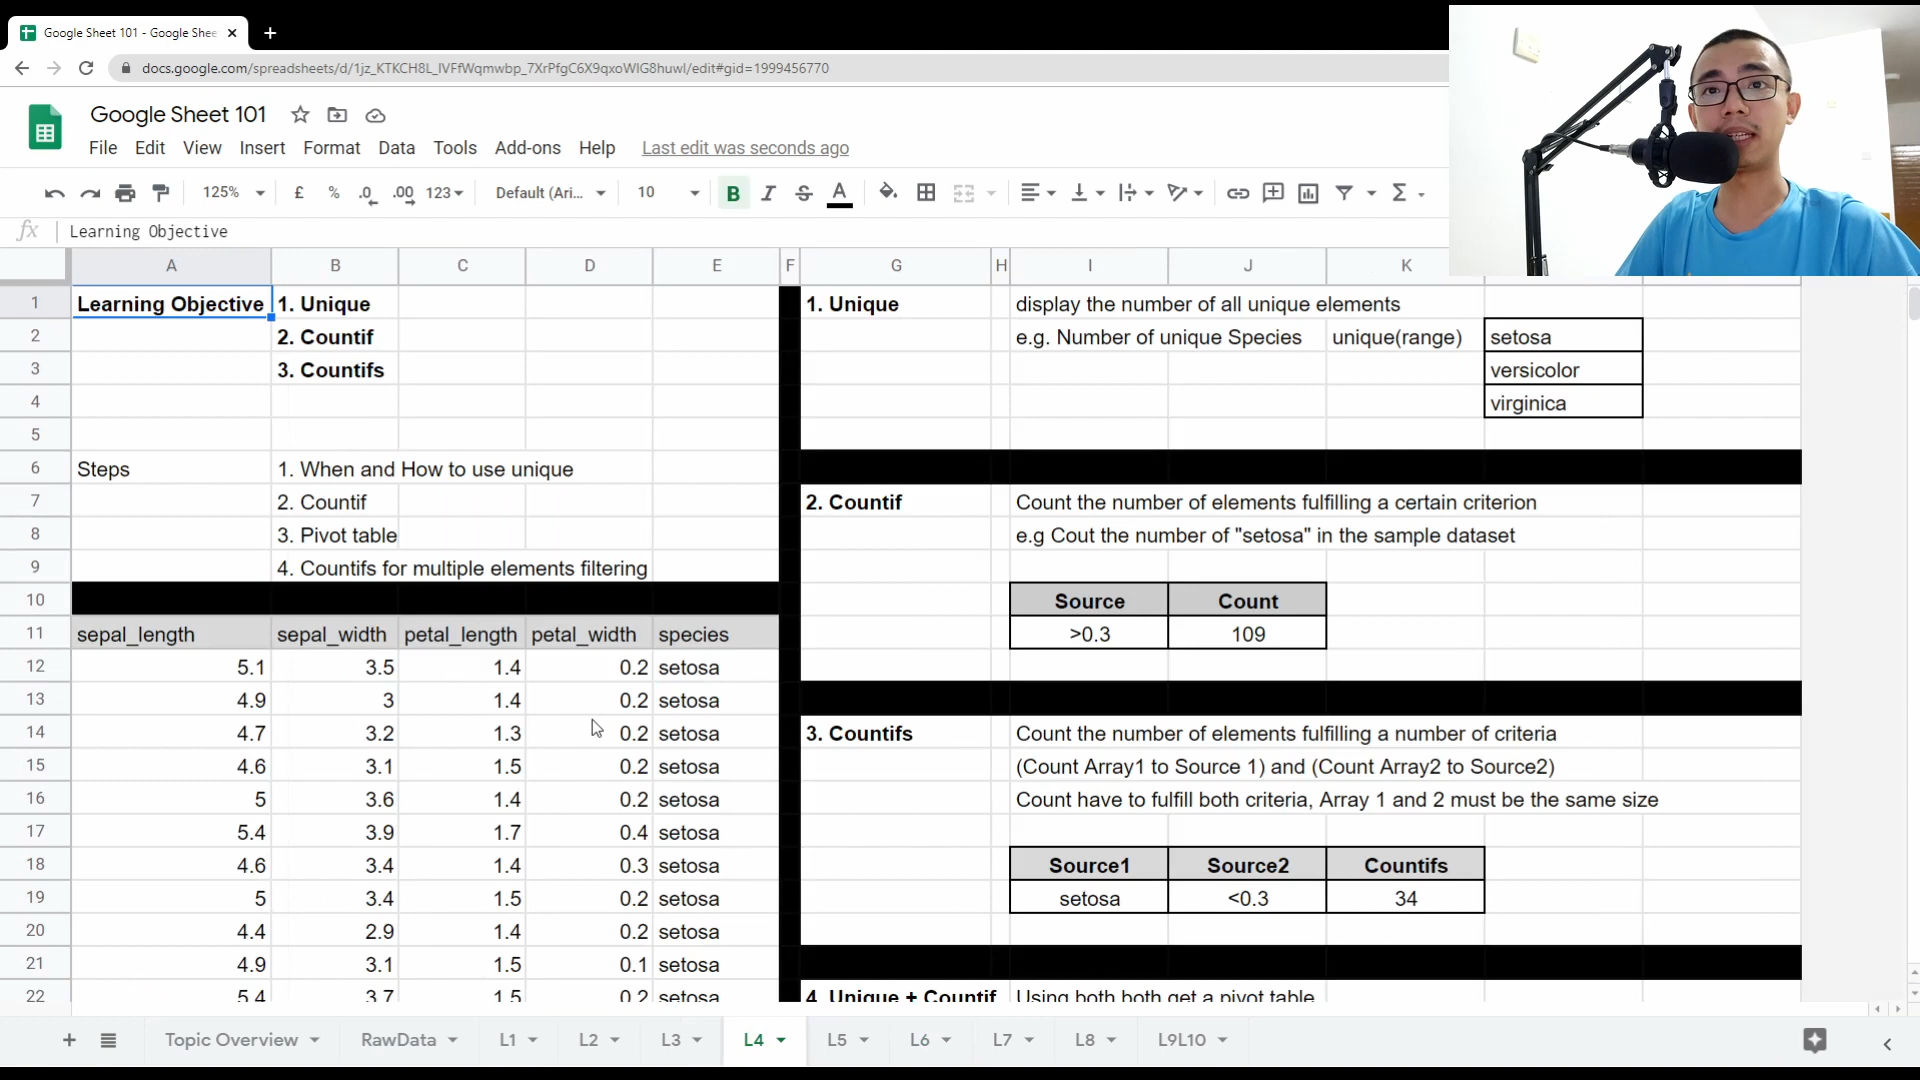 Google Sheet 101 - Google Shee
docs.google.com/spreadsheets/d/1jz_KTKCH8L_IVFfWqmwbp_7XrPfgC6X9qxoWIG8huwI/edit#gid=1999456770
Google Sheet 101
File Edit View Insert Format Data Tools Add-ons Help Last edit was seconds ago
125% £ % .0 .00 123 Default (Ari... 10 B I S A Σ
fx Learning Objective
A B C D E F G H I J K
1 Learning Objective 1. Unique 1. Unique display the number of all unique elements
2 2. Countif e.g. Number of unique Species unique(range) setosa
3 3. Countifs versicolor
4 virginica
5
6 Steps 1. When and How to use unique
7 2. Countif 2. Countif Count the number of elements fulfilling a certain criterion
8 3. Pivot table e.g Cout the number of "setosa" in the sample dataset
9 4. Countifs for multiple elements filtering
10 Source Count
11 sepal_length sepal_width petal_length petal_width species >0.3 109
12 5.1 3.5 1.4 0.2 setosa
13 4.9 3 1.4 0.2 setosa
14 4.7 3.2 1.3 0.2 setosa 3. Countifs Count the number of elements fulfilling a number of criteria
15 4.6 3.1 1.5 0.2 setosa (Count Array1 to Source 1) and (Count Array2 to Source2)
16 5 3.6 1.4 0.2 setosa Count have to fulfill both criteria, Array 1 and 2 must be the same size
17 5.4 3.9 1.7 0.4 setosa
18 4.6 3.4 1.4 0.3 setosa Source1 Source2 Countifs
19 5 3.4 1.5 0.2 setosa setosa <0.3 34
20 4.4 2.9 1.4 0.2 setosa
21 4.9 3.1 1.5 0.1 setosa
22 5.4 3.7 1.5 0.2 setosa 4. Unique + Countif Using both both get a pivot table
Topic Overview RawData L1 L2 L3 L4 L5 L6 L7 L8 L9L10